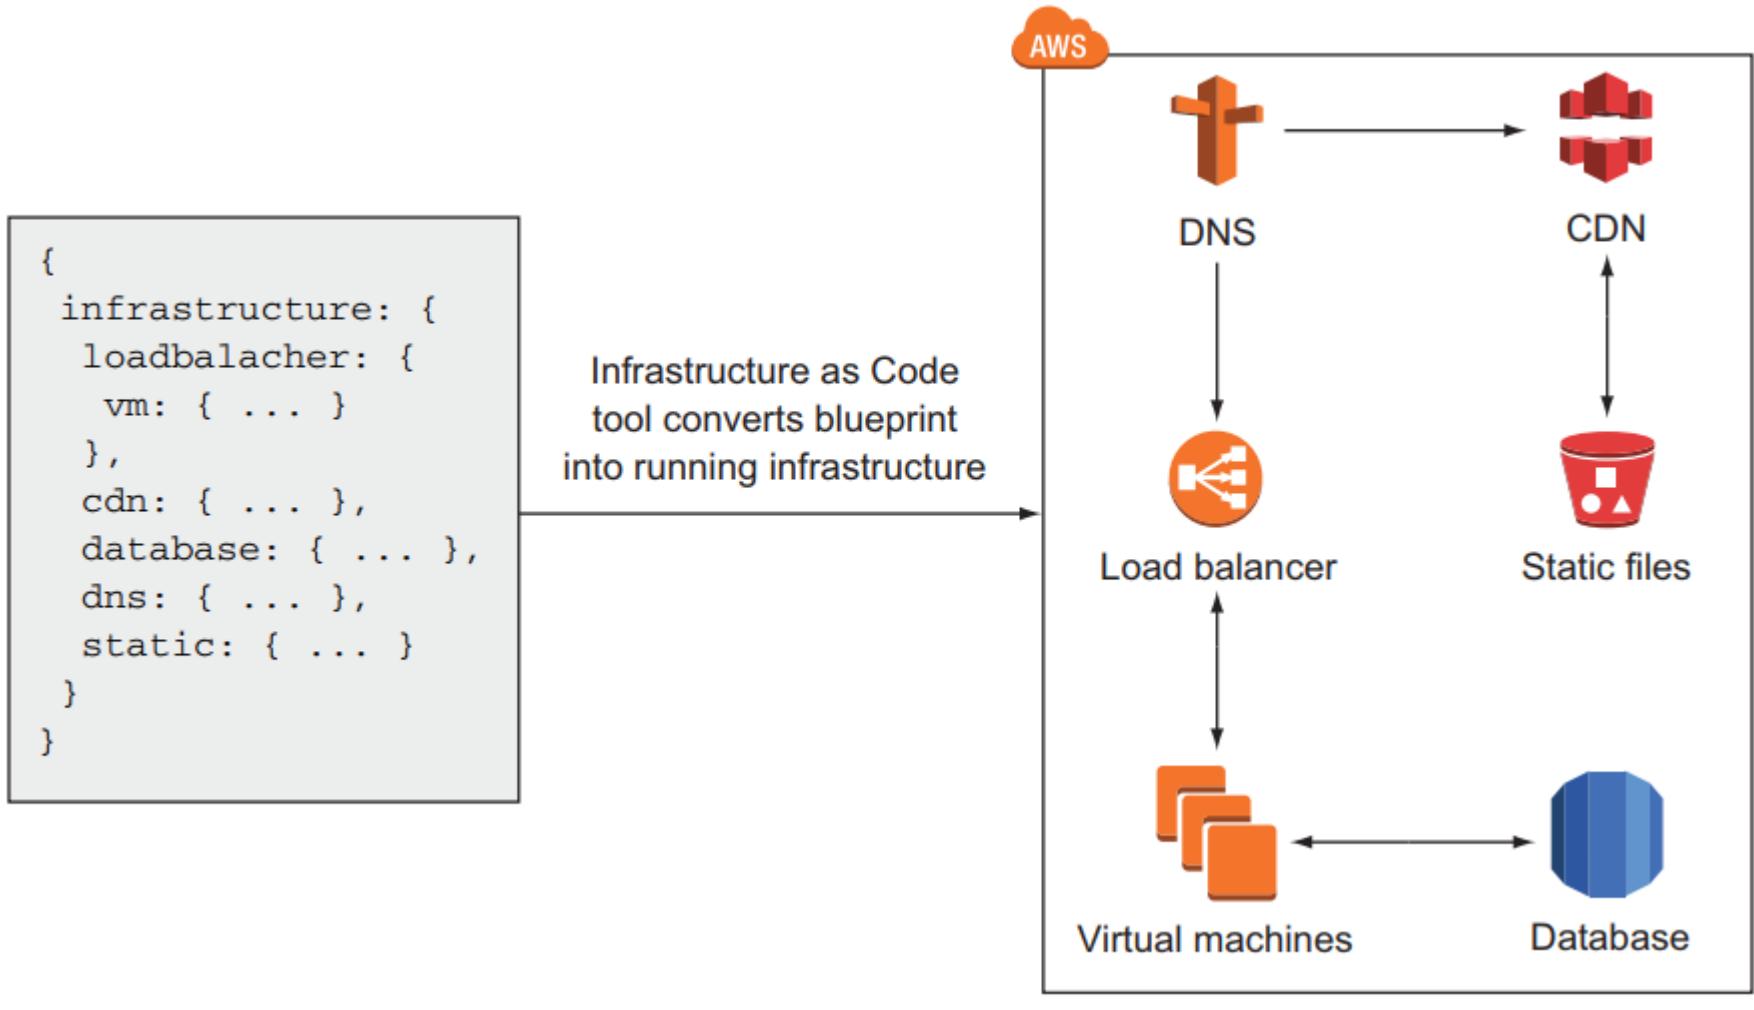 {
infrastructure: {
loadbalacher: {
vm: { ... }
},
cdn: { ... },
database: { ... },
dns: { ... },
static: { ... }
}
}
Infrastructure as Code
tool converts blueprint
into running infrastructure
AWS
DNS
CDN
Load balancer
Static files
Virtual machines
Database